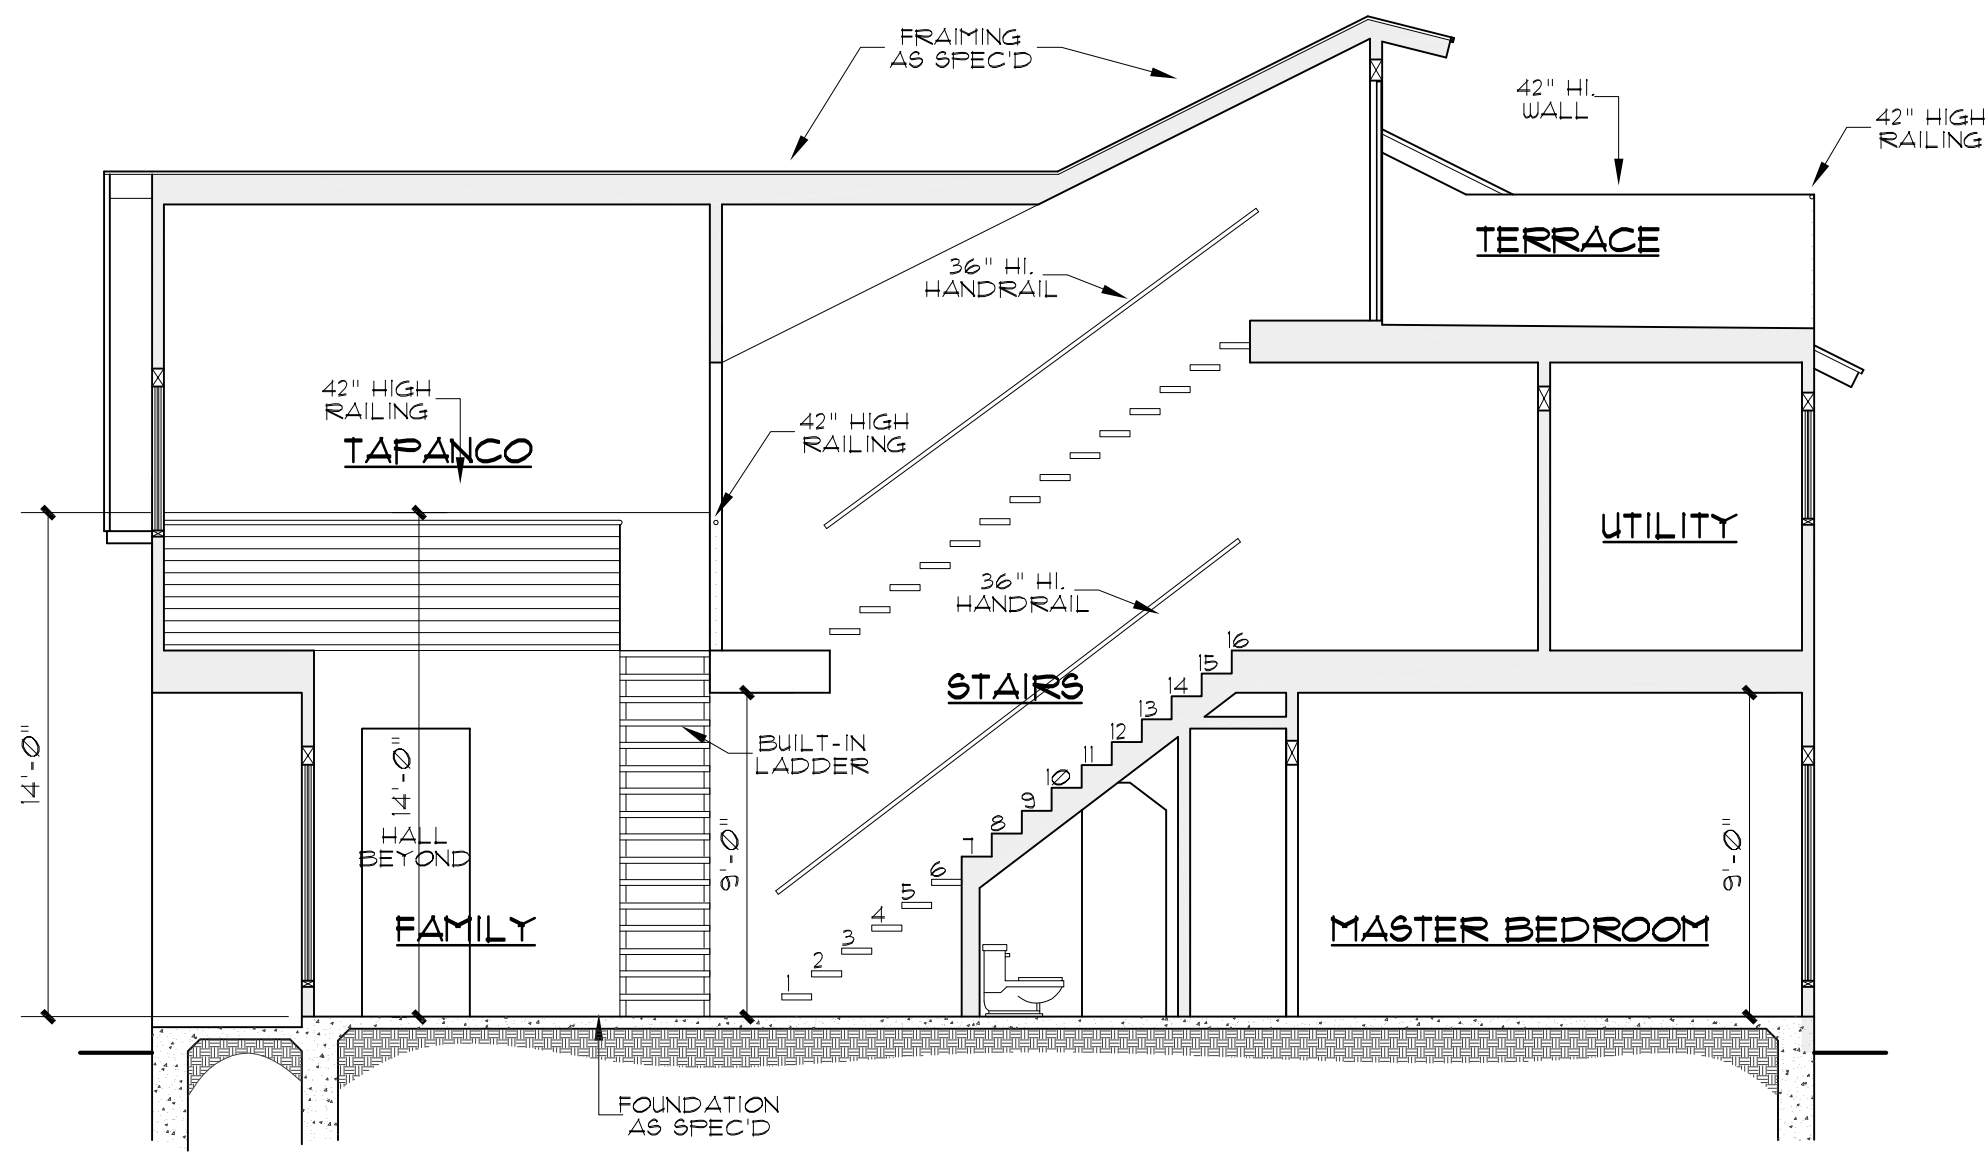 FRAIMING
AS SPEC'D
42" HI.
WALL
42" HIGH
RAILING
TERRACE
36" HI.
HANDRAIL
42" HIGH
RAILING
TAPANCO
42" HIGH
RAILING
UTILITY
36" HI.
HANDRAIL
STAIRS
16
15
14
13
12
11
10
9
8
7
6
5
4
3
2
1
BUILT-IN
LADDER
14'-0"
14'-0"
HALL
BEYOND
9'-0"
9'-0"
FAMILY
MASTER BEDROOM
FOUNDATION
AS SPEC'D